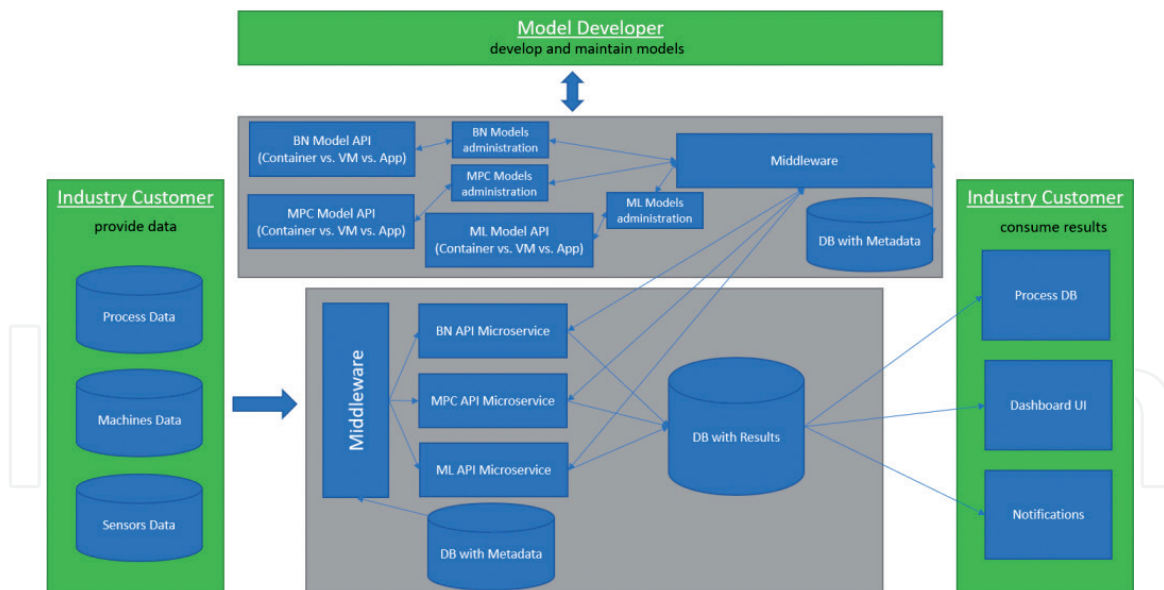 Model Developer
develop and maintain models
BN Model API
(Container vs. VM vs. App)
BN Models
administration
Middleware
MPC Models
administration
MPC Model API
(Container vs. VM vs. App)
ML Models
administration
ML Model API
(Container vs. VM vs. App)
DB with Metadata
Industry Customer
provide data
Process Data
Machines Data
Sensors Data
Middleware
BN API Microservice
MPC API Microservice
ML API Microservice
DB with Metadata
DB with Results
Industry Customer
consume results
Process DB
Dashboard UI
Notifications